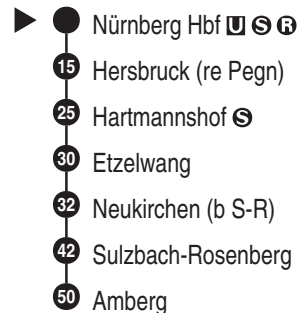 Nürnberg Hbf U S R
15 Hersbruck (re Pegn)
25 Hartmannshof S
30 Etzelwang
32 Neukirchen (b S-R)
42 Sulzbach-Rosenberg
50 Amberg